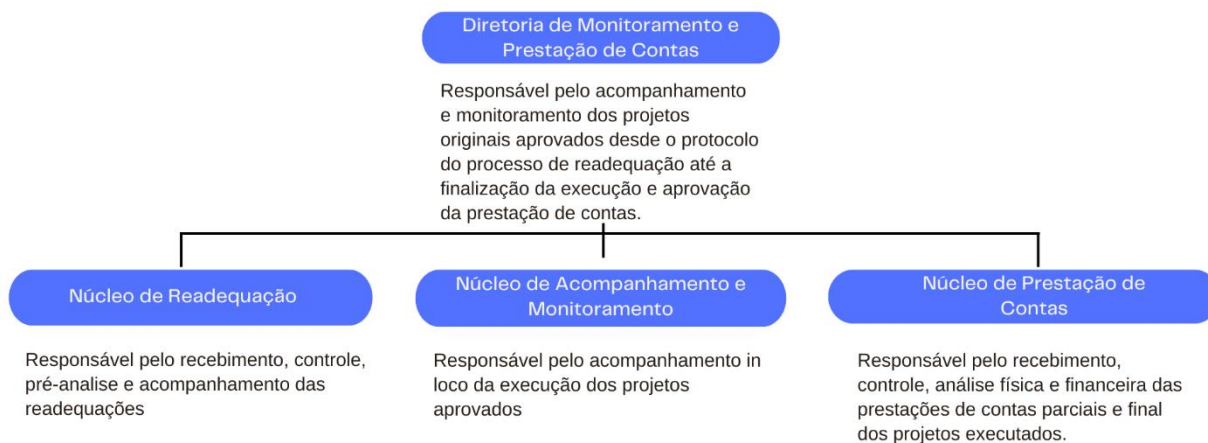 Diretoria de Monitoramento e
Prestação de Contas
Responsável pelo acompanhamento
e monitoramento dos projetos
originais aprovados desde o protocolo
do processo de readequação até a
finalização da execução e aprovação
da prestação de contas.
Núcleo de Readequação
Responsável pelo recebimento, controle,
pré-analise e acompanhamento das
readequações
Núcleo de Acompanhamento e
Monitoramento
Responsável pelo acompanhamento in
loco da execução dos projetos
aprovados
Núcleo de Prestação de
Contas
Responsável pelo recebimento,
controle, análise física e financeira das
prestações de contas parciais e final
dos projetos executados.